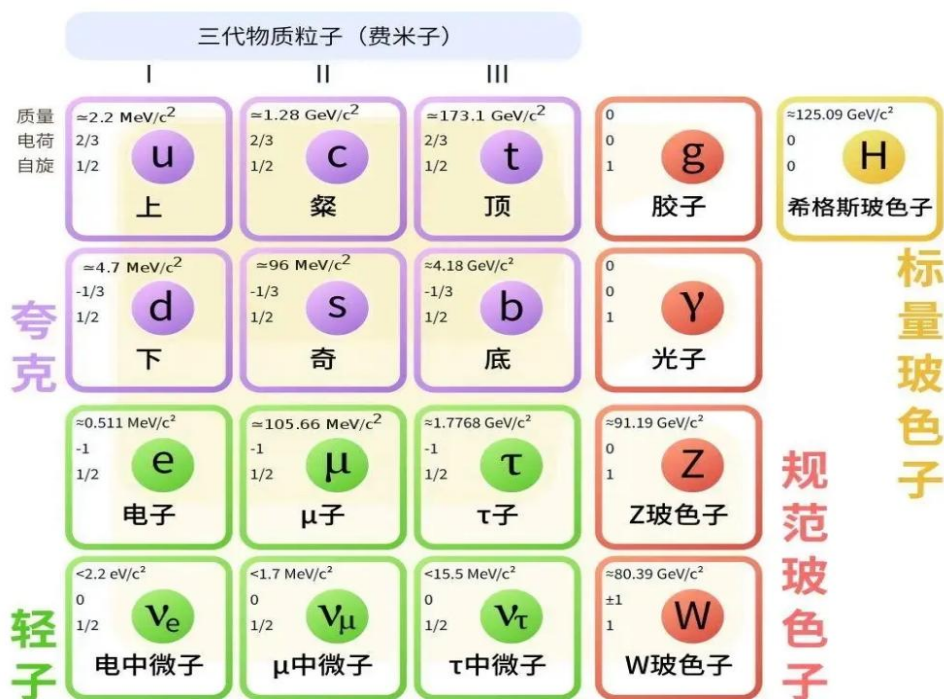 三代物质粒子（费米子）
I
II
III
质量
电荷
自旋
≃2.2 MeV/c²
2/3
1/2
u
上
≃1.28 GeV/c²
2/3
1/2
c
粲
≃173.1 GeV/c²
2/3
1/2
t
顶
0
0
1
g
胶子
≈125.09 GeV/c²
0
0
H
希格斯玻色子
夸克
≃4.7 MeV/c²
-1/3
1/2
d
下
≃96 MeV/c²
-1/3
1/2
s
奇
≃4.18 GeV/c²
-1/3
1/2
b
底
0
0
1
γ
光子
标量玻色子
轻子
≈0.511 MeV/c²
-1
1/2
e
电子
≃105.66 MeV/c²
-1
1/2
μ
μ子
≈1.7768 GeV/c²
-1
1/2
τ
τ子
≈91.19 GeV/c²
0
1
Z
Z玻色子
规范玻色子
<2.2 eV/c²
0
1/2
νe
电中微子
<1.7 MeV/c²
0
1/2
νμ
μ中微子
<15.5 MeV/c²
0
1/2
ντ
τ中微子
≈80.39 GeV/c²
±1
1
W
W玻色子